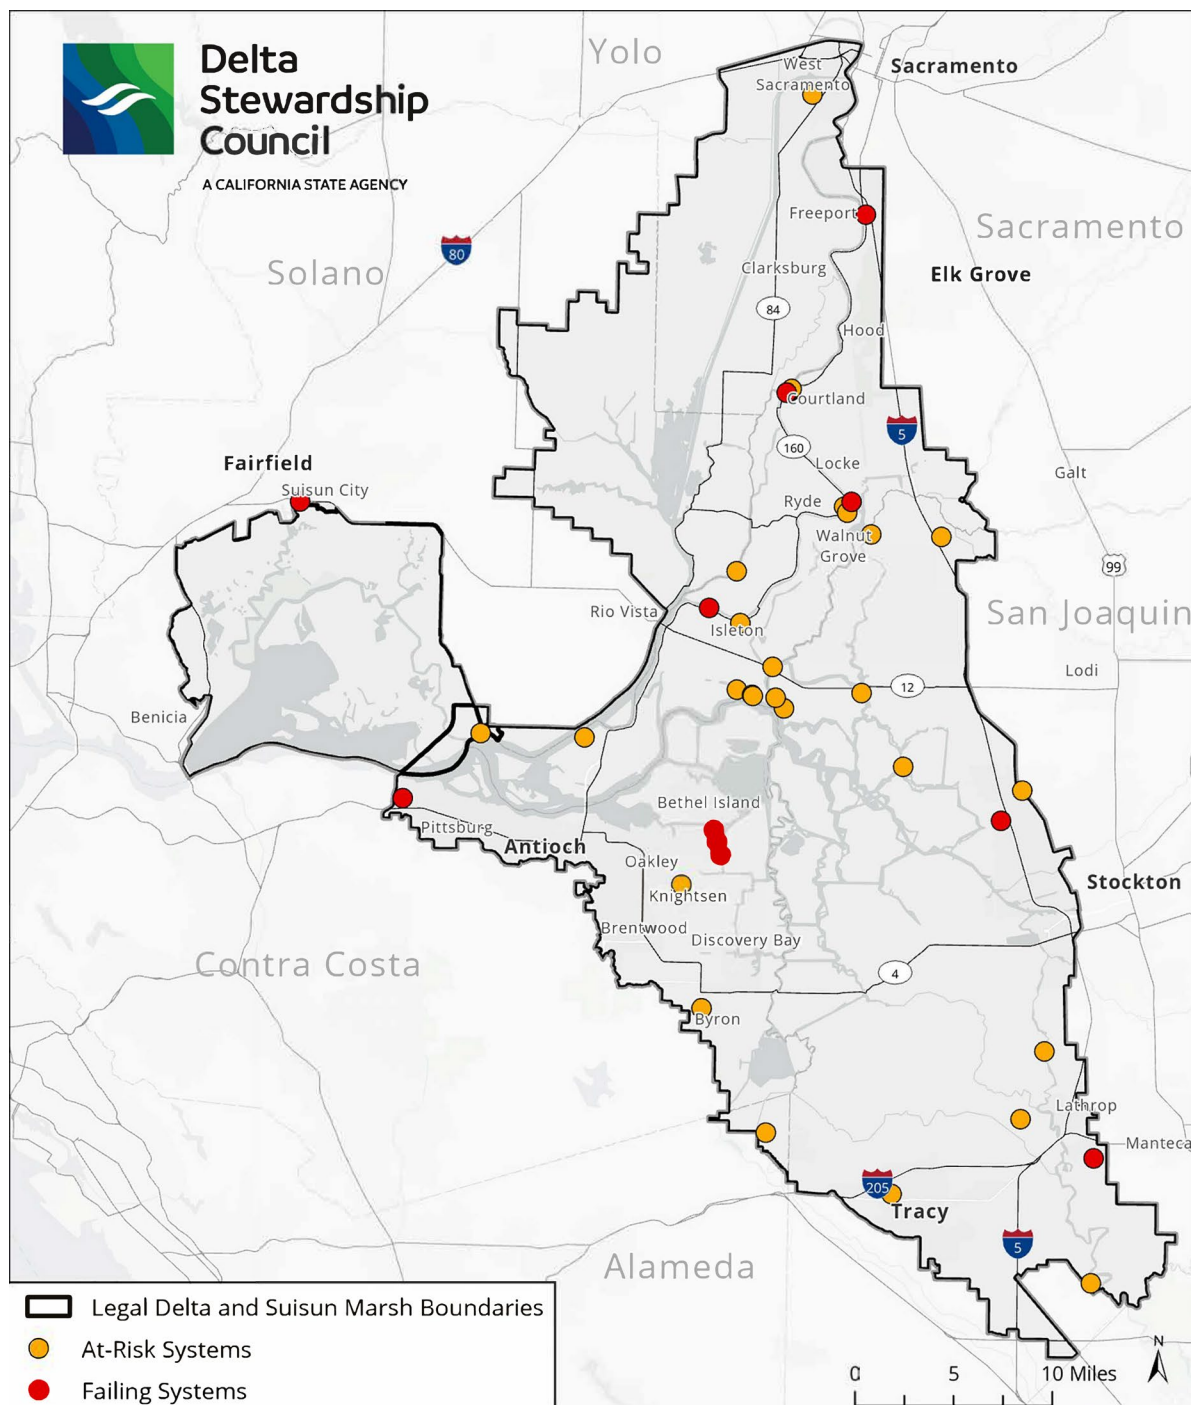 Delta
Stewardship
Council
A CALIFORNIA STATE AGENCY
Yolo
West
Sacramento
Sacramento
Freeport
Sacramento
80
Solano
Clarksburg
Elk Grove
84
Hood
Courtland
5
160
Fairfield
Locke
Galt
Suisun City
Ryde
Walnut
Grove
99
Rio Vista
Isleton
San Joaquin
Lodi
12
Benicia
Bethel Island
Pittsburg
Antioch
Oakley
Stockton
Knightsen
Brentwood
Discovery Bay
Contra Costa
4
Byron
Lathrop
Manteca
205
Tracy
5
Alameda
Legal Delta and Suisun Marsh Boundaries
At-Risk Systems
Failing Systems
N
0 5 10 Miles